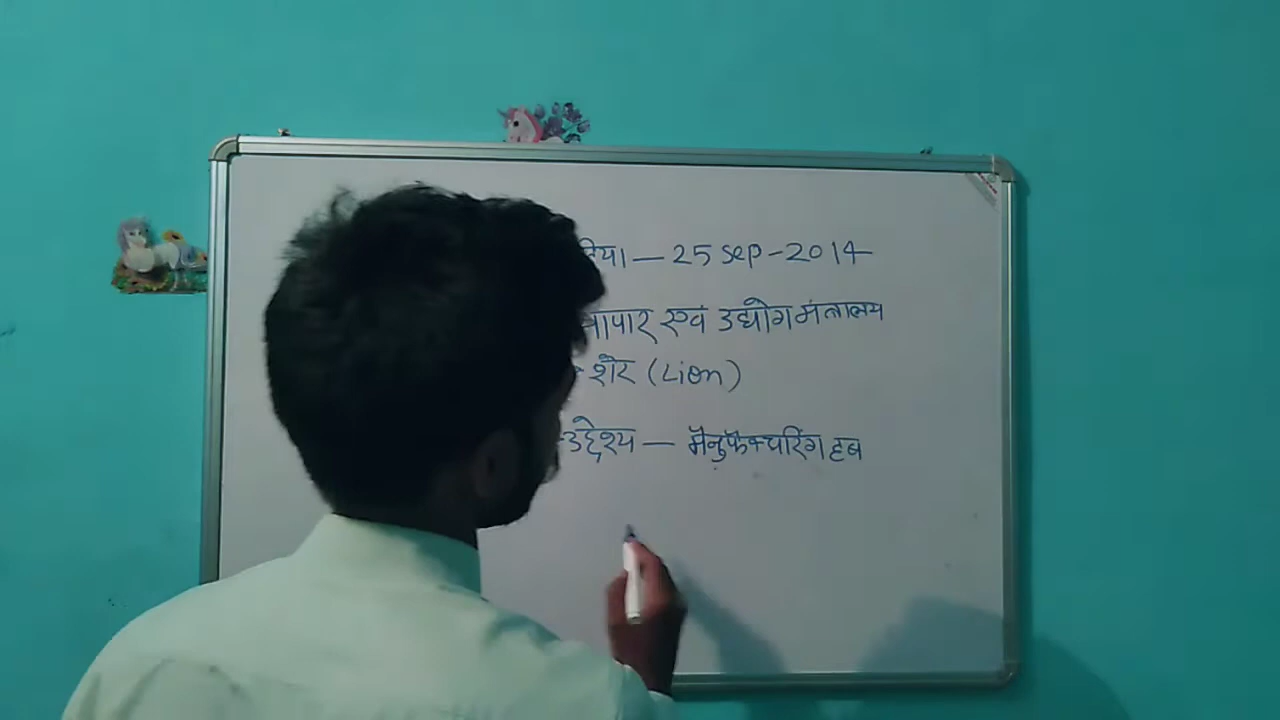 — 25 Sep - 2014
एवं उद्योग मंत्रालय
शेर (Lion)
उद्देश्य — मैनुफैक्चरिंग हब